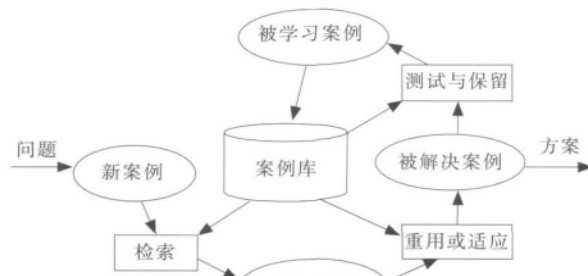 被学习案例
测试与保留
问题
新案例
案例库
被解决案例
方案
检索
重用或适应